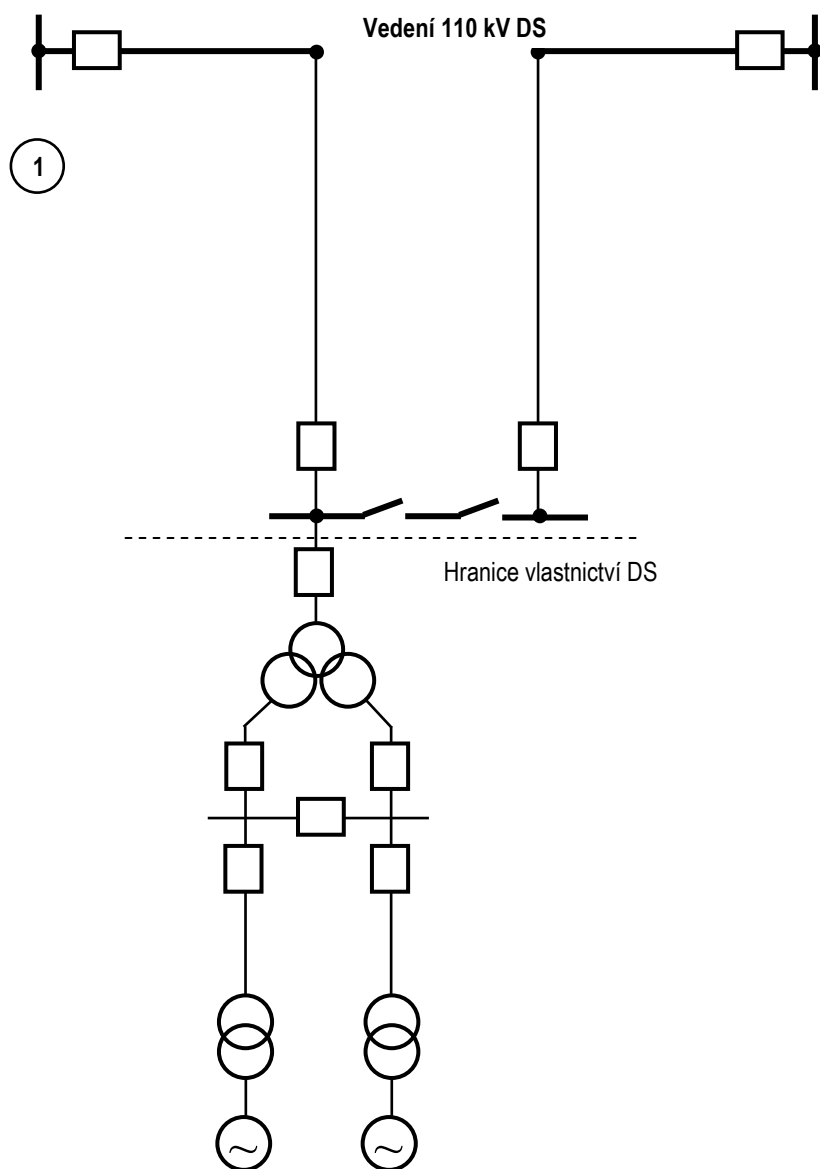 Vedení 110 kV DS
1
Hranice vlastnictví DS
~ ~